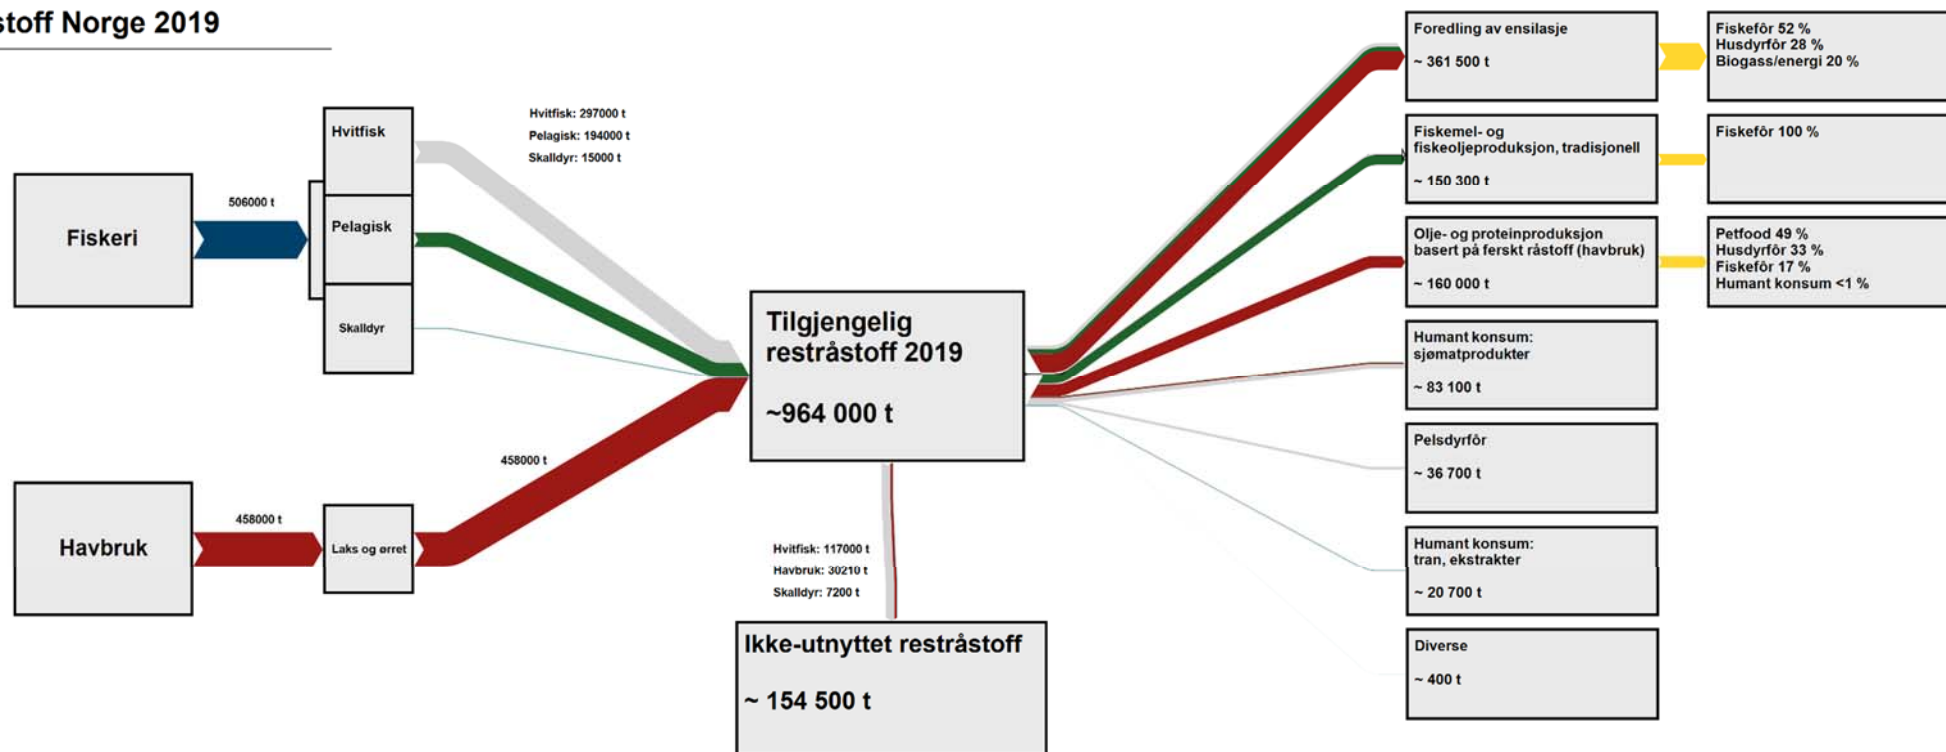 stoff Norge 2019
Fiskeri
506000 t
Hvitfisk
Pelagisk
Skalldyr
Hvitfisk: 297000 t
Pelagisk: 194000 t
Skalldyr: 15000 t
Havbruk
458000 t
Laks og ørret
458000 t
Tilgjengelig
restråstoff 2019
~964 000 t
Hvitfisk: 117000 t
Havbruk: 30210 t
Skalldyr: 7200 t
Ikke-utnyttet restråstoff
~ 154 500 t
Foredling av ensilasje
~ 361 500 t
Fiskefôr 52 %
Husdyrfôr 28 %
Biogass/energi 20 %
Fiskemel- og
fiskeoljeproduksjon, tradisjonell
~ 150 300 t
Fiskefôr 100 %
Olje- og proteinproduksjon
basert på ferskt råstoff (havbruk)
~ 160 000 t
Petfood 49 %
Husdyrfôr 33 %
Fiskefôr 17 %
Humant konsum <1 %
Humant konsum:
sjømatprodukter
~ 83 100 t
Pelsdyrfôr
~ 36 700 t
Humant konsum:
tran, ekstrakter
~ 20 700 t
Diverse
~ 400 t